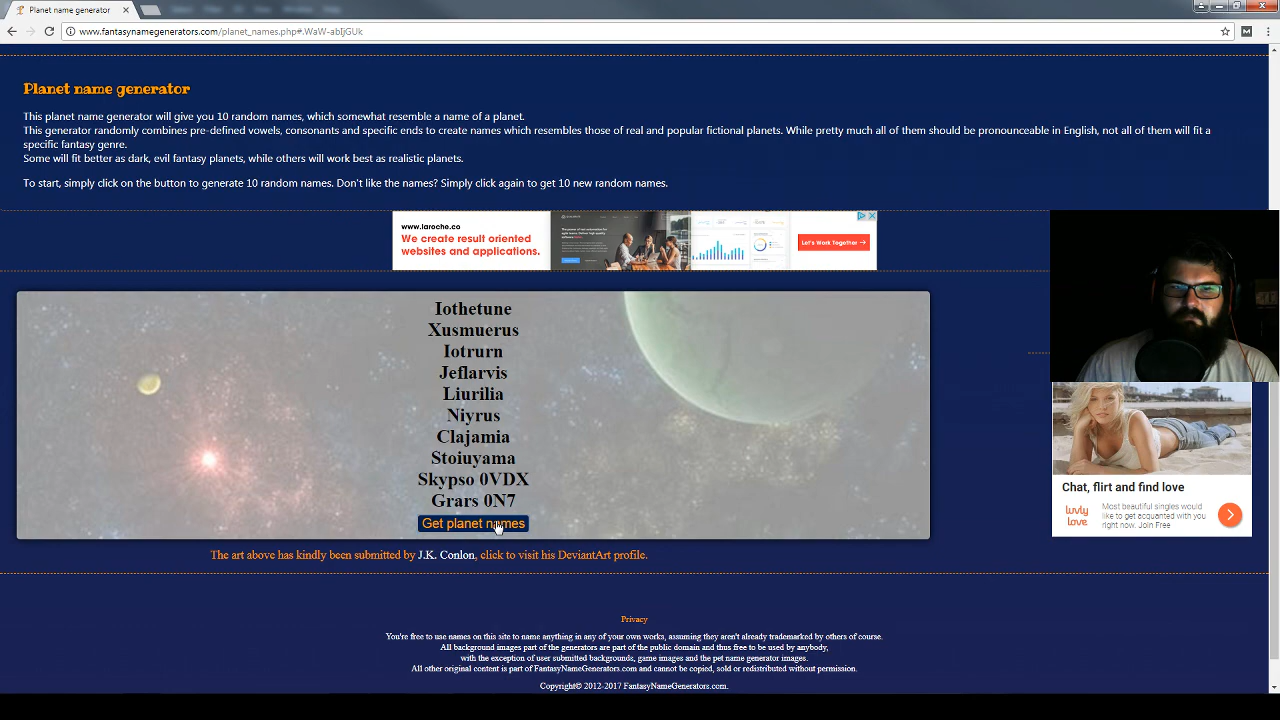 Planet name generator
www.fantasynamegenerators.com/planet_names.php#.WaW-abIjGUk
Planet name generator
This planet name generator will give you 10 random names, which somewhat resemble a name of a planet.
This generator randomly combines pre-defined vowels, consonants and specific ends to create names which resembles those of real and popular fictional planets. While pretty much all of them should be pronounceable in English, not all of them will fit a
specific fantasy genre.
Some will fit better as dark, evil fantasy planets, while others will work best as realistic planets.
To start, simply click on the button to generate 10 random names. Don't like the names? Simply click again to get 10 new random names.
www.laroche.co
We create result oriented
websites and applications.
Let's Work Together →
Iothetune
Xusmuerus
Iotrurn
Jeflarvis
Liurilia
Niyrus
Clajamia
Stoiuyama
Skypso 0VDX
Grars 0N7
Get planet names
The art above has kindly been submitted by J.K. Conlon, click to visit his DeviantArt profile.
Chat, flirt and find love
luvly
love
Most beautiful singles would
like to get acquanted with you
right now. Join Free
Privacy
You're free to use names on this site to name anything in any of your own works, assuming they aren't already trademarked by others of course.
All background images part of the generators are part of the public domain and thus free to be used by anybody,
with the exception of user submitted backgrounds, game images and the pet name generator images.
All other original content is part of FantasyNameGenerators.com and cannot be copied, sold or redistributed without permission.
Copyright© 2012-2017 FantasyNameGenerators.com.